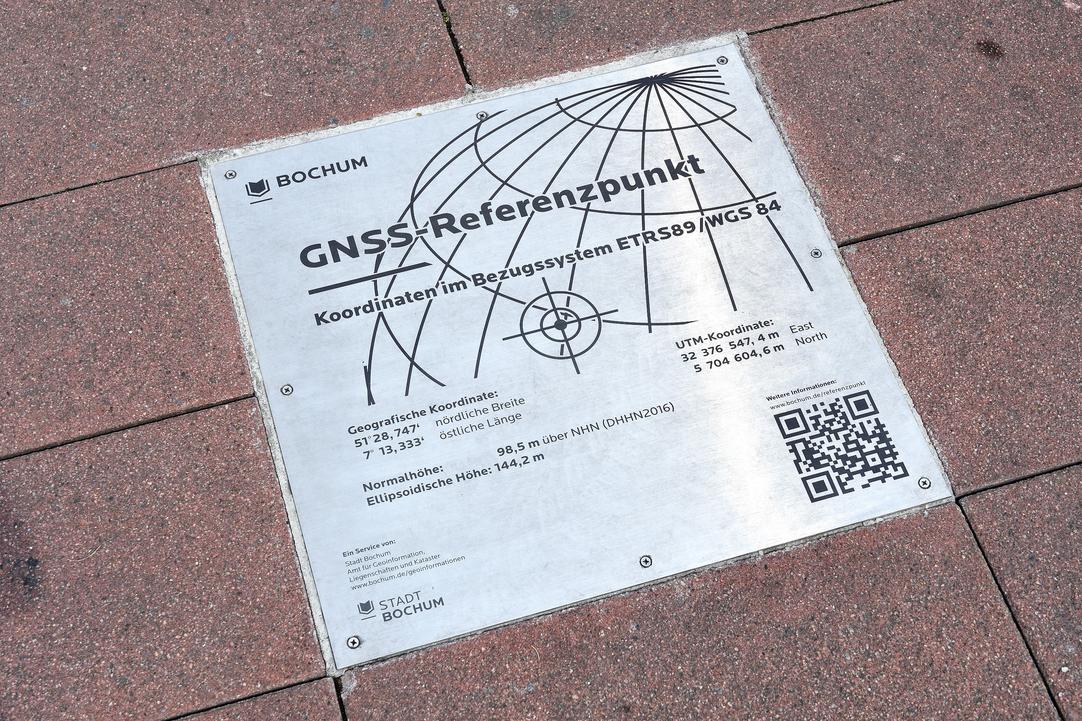 BOCHUM
GNSS-Referenzpunkt
Koordinaten im Bezugssystem ETRS89/WGS 84
UTM-Koordinate:
32 376 547,4 m East
5 704 604,6 m North
Geografische Koordinate:
51° 28,747' nördliche Breite
7° 13,333' östliche Länge
Normalhöhe: 98,5 m über NHN (DHHN2016)
Ellipsoidische Höhe: 144,2 m
Weitere Informationen:
www.bochum.de/referenzpunkt
Ein Service von:
Stadt Bochum
Amt für Geoinformation,
Liegenschaften und Kataster
www.bochum.de/geoinformationen
STADT
BOCHUM